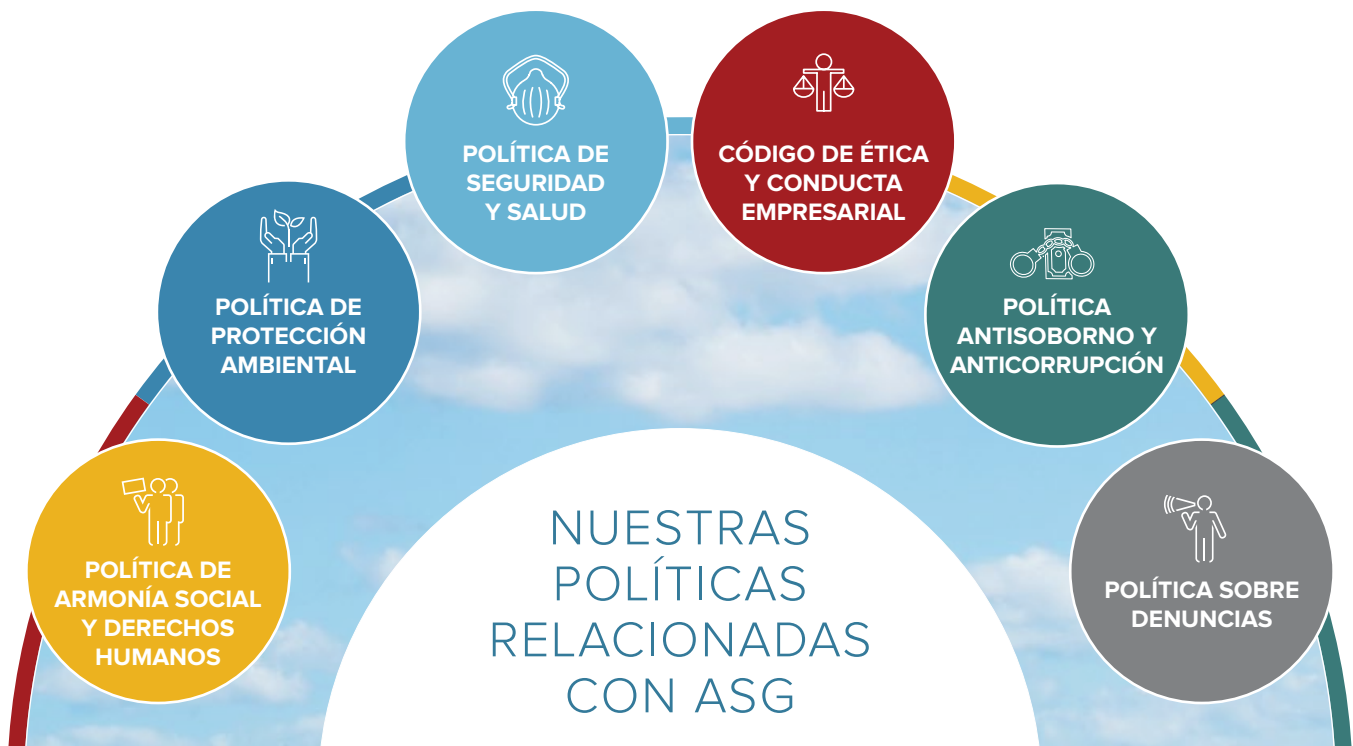 POLÍTICA DE
SEGURIDAD
Y SALUD
CÓDIGO DE ÉTICA
Y CONDUCTA
EMPRESARIAL
POLÍTICA DE
PROTECCIÓN
AMBIENTAL
POLÍTICA
ANTISOBORNO Y
ANTICORRUPCIÓN
POLÍTICA DE
ARMONÍA SOCIAL
Y DERECHOS
HUMANOS
NUESTRAS
POLÍTICAS
RELACIONADAS
CON ASG
POLÍTICA SOBRE
DENUNCIAS